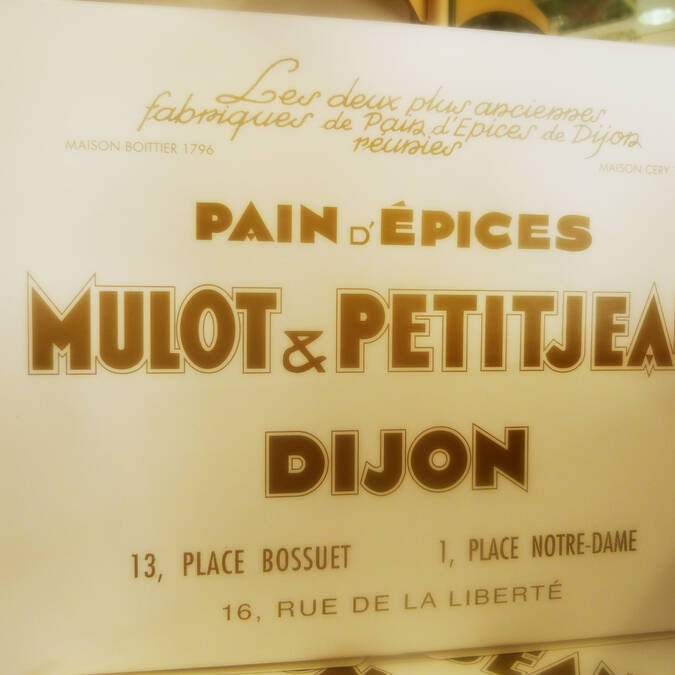 Les deux plus anciennes
fabriques de Pain d'Epices de Dijon
réunies
MAISON BOITTIER 1796
MAISON CERY
PAIN D'ÉPICES
MULOT & PETITJEA
DIJON
13, PLACE BOSSUET
1, PLACE NOTRE-DAME
16, RUE DE LA LIBERTÉ